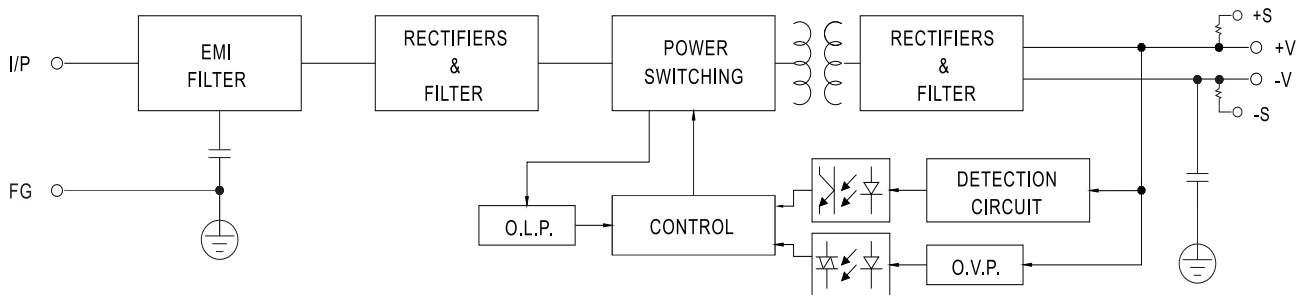 I/P
EMI
FILTER
RECTIFIERS
&
FILTER
POWER
SWITCHING
RECTIFIERS
&
FILTER
+S
+V
-V
-S
FG
O.L.P.
CONTROL
DETECTION
CIRCUIT
O.V.P.